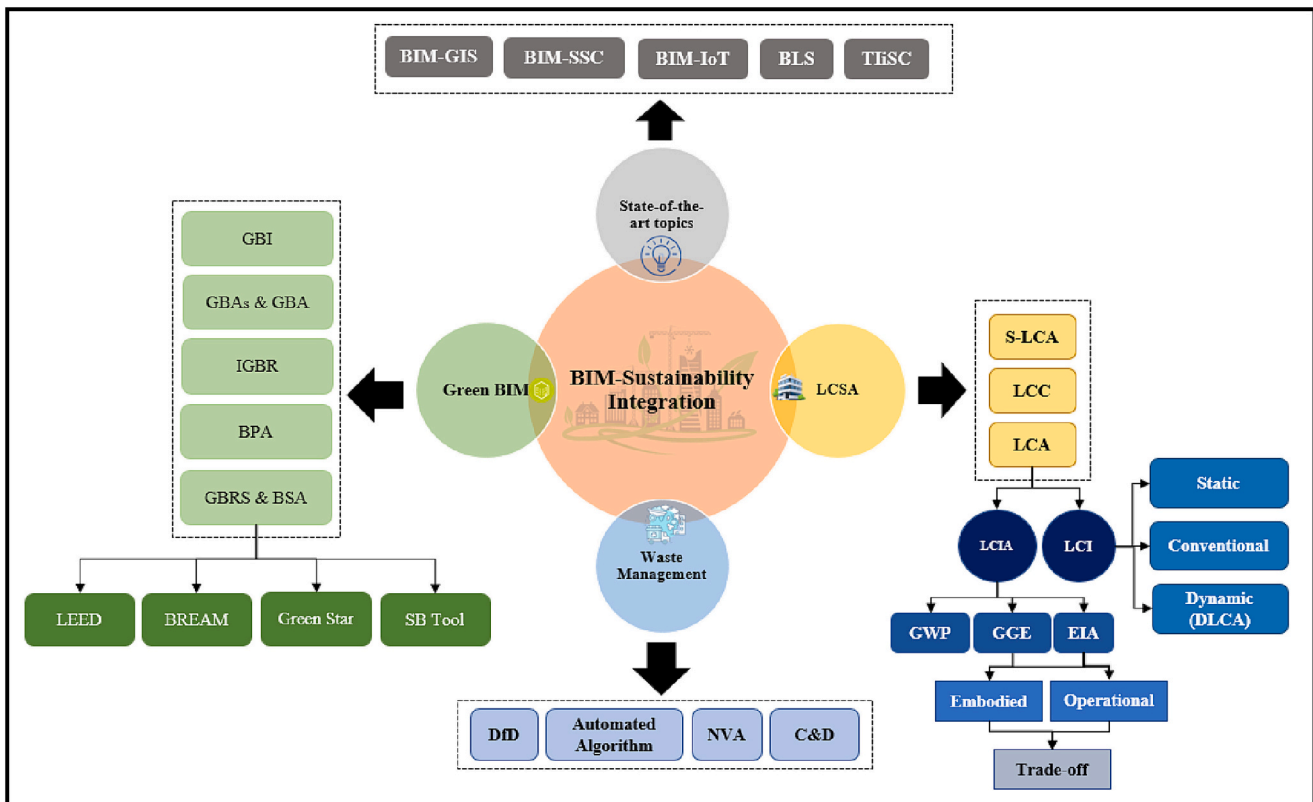 BIM-GIS
BIM-SSC
BIM-IoT
BLS
TIiSC
State-of-the-
art topics
GBI
GBAs & GBA
IGBR
BPA
GBRS & BSA
Green BIM
BIM-Sustainability
Integration
LCSA
S-LCA
LCC
LCA
Waste
Management
LCIA
LCI
Static
Conventional
Dynamic
(DLCA)
LEED
BREAM
Green Star
SB Tool
GWP
GGE
EIA
Embodied
Operational
Trade-off
DfD
Automated
Algorithm
NVA
C&D